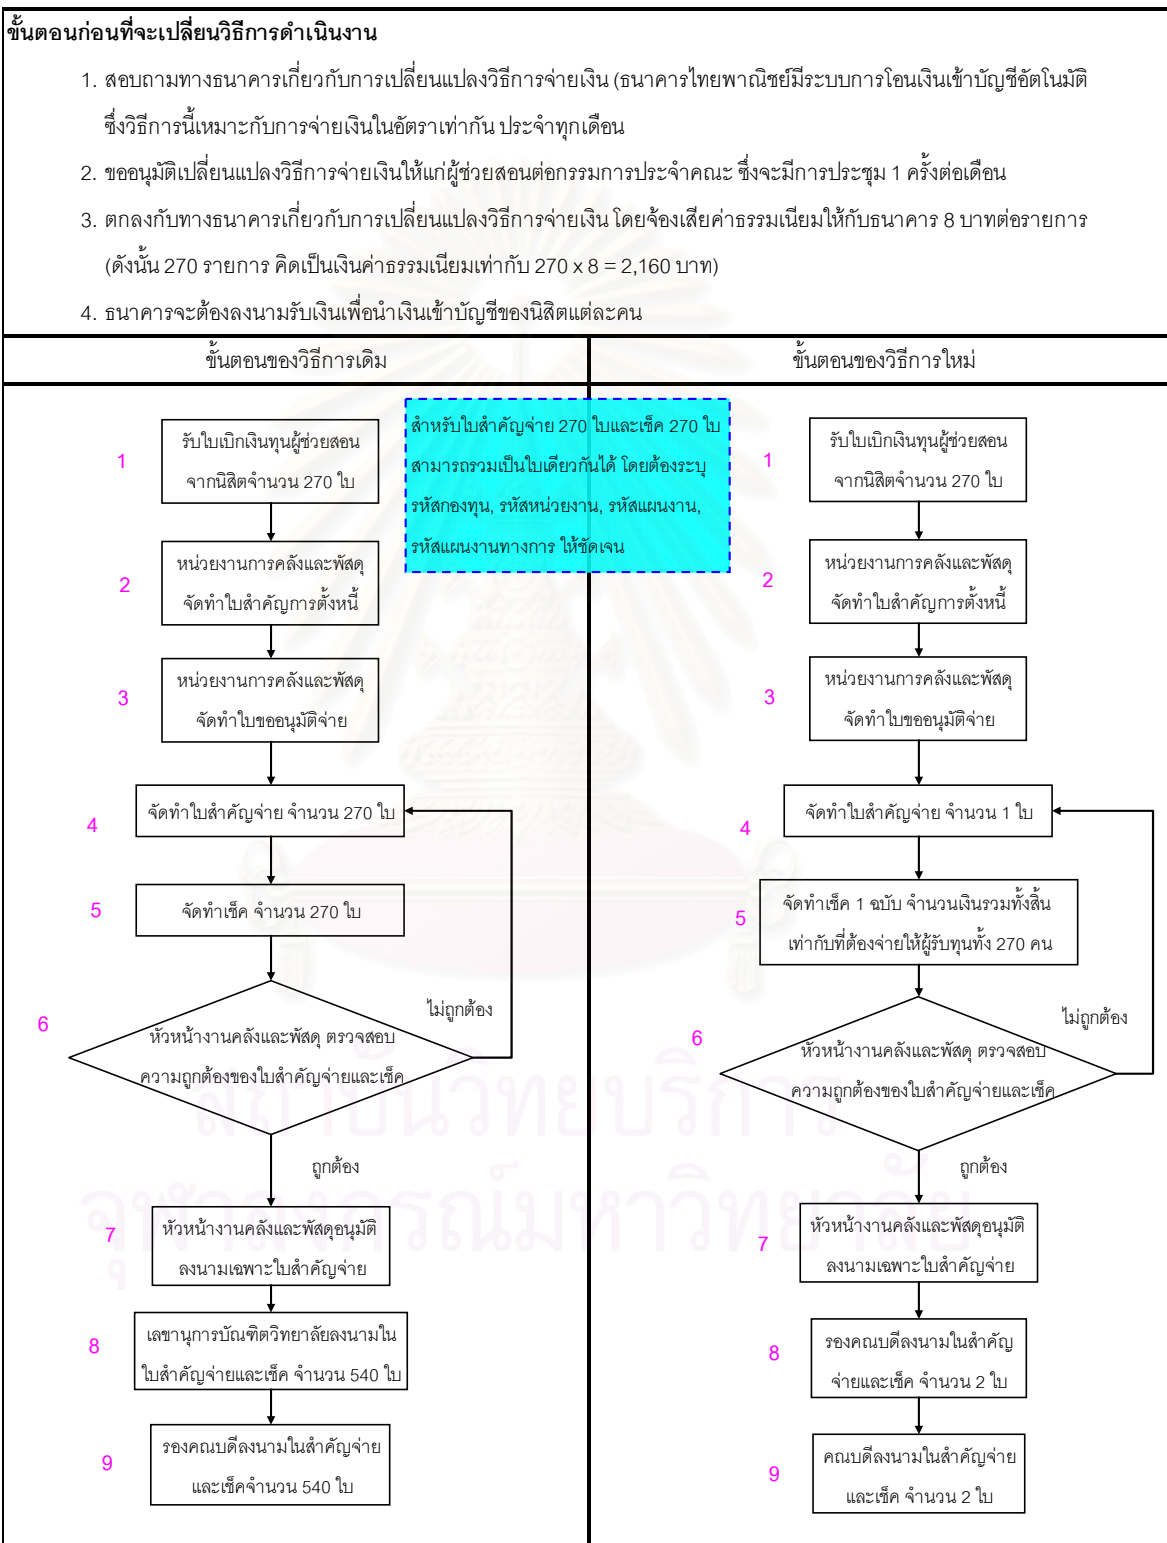 ขั้นตอนก่อนที่จะเปลี่ยนวิธีการดำเนินงาน
1. สอบถามทางธนาคารเกี่ยวกับการเปลี่ยนแปลงวิธีการจ่ายเงิน (ธนาคารไทยพาณิชย์มีระบบการโอนเงินเข้าบัญชีอัตโนมัติ
ซึ่งวิธีการนี้เหมาะกับการจ่ายเงินในอัตราเท่ากัน ประจำทุกเดือน
2. ขออนุมัติเปลี่ยนแปลงวิธีการจ่ายเงินให้แก่ผู้ช่วยสอนต่อกรรมการประจำคณะ ซึ่งจะมีการประชุม 1 ครั้งต่อเดือน
3. ตกลงกับทางธนาคารเกี่ยวกับการเปลี่ยนแปลงวิธีการจ่ายเงิน โดยจ้องเสียค่าธรรมเนียมให้กับธนาคาร 8 บาทต่อรายการ
(ดังนั้น 270 รายการ คิดเป็นเงินค่าธรรมเนียมเท่ากับ 270 x 8 = 2,160 บาท)
4. ธนาคารจะต้องลงนามรับเงินเพื่อนำเงินเข้าบัญชีของนิสิตแต่ละคน
ขั้นตอนของวิธีการเดิม
1
รับใบเบิกเงินทุนผู้ช่วยสอน
จากนิสิตจำนวน 270 ใบ
2
หน่วยงานการคลังและพัสดุ
จัดทำใบสำคัญการตั้งหนี้
3
หน่วยงานการคลังและพัสดุ
จัดทำใบขออนุมัติจ่าย
4
จัดทำใบสำคัญจ่าย จำนวน 270 ใบ
5
จัดทำเช็ค จำนวน 270 ใบ
6
หัวหน้างานคลังและพัสดุ ตรวจสอบ
ความถูกต้องของใบสำคัญจ่ายและเช็ค
ไม่ถูกต้อง
ถูกต้อง
7
หัวหน้างานคลังและพัสดุอนุมัติ
ลงนามเฉพาะใบสำคัญจ่าย
8
เลขานุการบัณฑิตวิทยาลัยลงนามใน
ใบสำคัญจ่ายและเช็ค จำนวน 540 ใบ
9
รองคณบดีลงนามในสำคัญจ่าย
และเช็คจำนวน 540 ใบ
สำหรับใบสำคัญจ่าย 270 ใบและเช็ค 270 ใบ
สามารถรวมเป็นใบเดียวกันได้ โดยต้องระบุ
รหัสกองทุน, รหัสหน่วยงาน, รหัสแผนงาน,
รหัสแผนงานทางการ ให้ชัดเจน
ขั้นตอนของวิธีการใหม่
1
รับใบเบิกเงินทุนผู้ช่วยสอน
จากนิสิตจำนวน 270 ใบ
2
หน่วยงานการคลังและพัสดุ
จัดทำใบสำคัญการตั้งหนี้
3
หน่วยงานการคลังและพัสดุ
จัดทำใบขออนุมัติจ่าย
4
จัดทำใบสำคัญจ่าย จำนวน 1 ใบ
5
จัดทำเช็ค 1 ฉบับ จำนวนเงินรวมทั้งสิ้น
เท่ากับที่ต้องจ่ายให้ผู้รับทุนทั้ง 270 คน
6
หัวหน้างานคลังและพัสดุ ตรวจสอบ
ความถูกต้องของใบสำคัญจ่ายและเช็ค
ไม่ถูกต้อง
ถูกต้อง
7
หัวหน้างานคลังและพัสดุอนุมัติ
ลงนามเฉพาะใบสำคัญจ่าย
8
รองคณบดีลงนามในสำคัญ
จ่ายและเช็ค จำนวน 2 ใบ
9
คณบดีลงนามในสำคัญจ่าย
และเช็ค จำนวน 2 ใบ
สถาบันวิทยบริการ
จุฬาลงกรณ์มหาวิทยาลัย